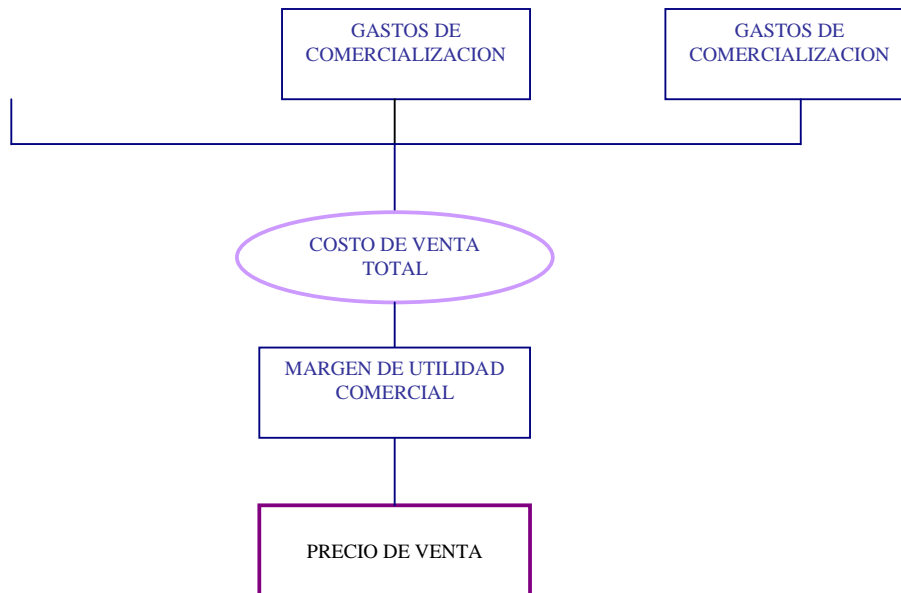 GASTOS DE
COMERCIALIZACION
GASTOS DE
COMERCIALIZACION
COSTO DE VENTA
TOTAL
MARGEN DE UTILIDAD
COMERCIAL
PRECIO DE VENTA